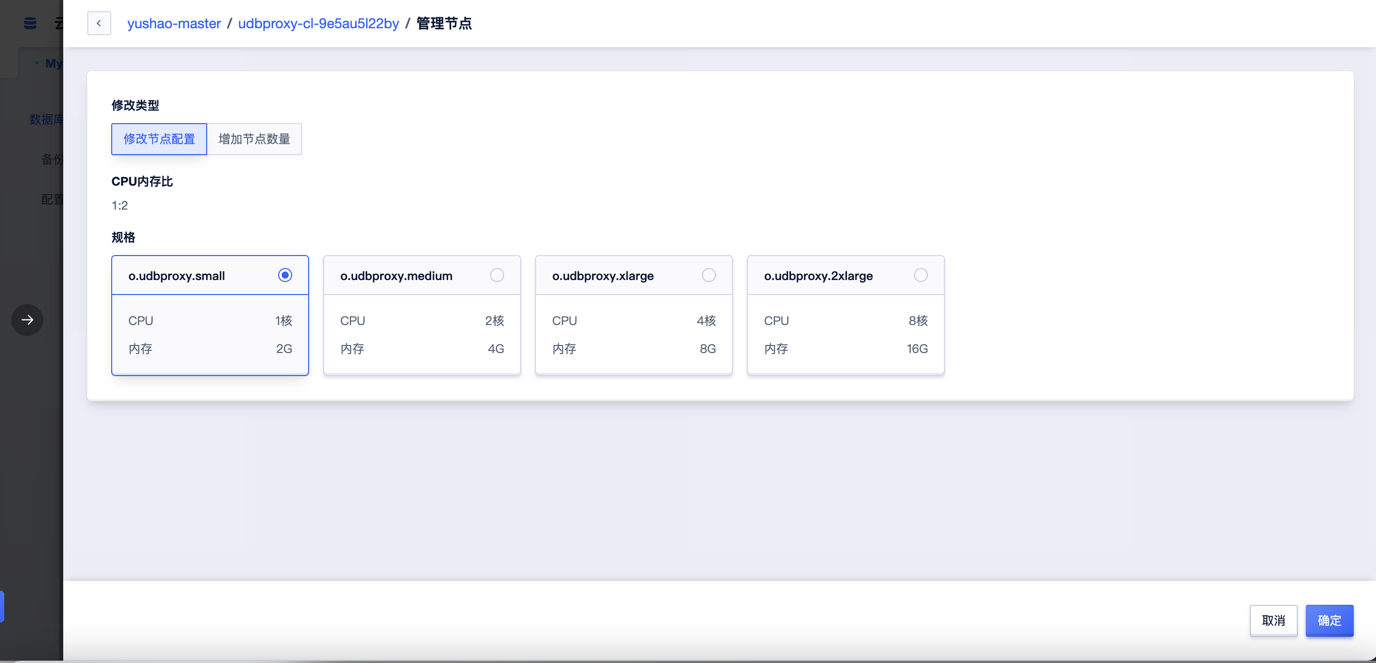 yushao-master / udbproxy-cl-9e5au5l22by / 管理节点
My
数据库
备份
配置
修改类型
修改节点配置 增加节点数量
CPU内存比
1:2
规格
o.udbproxy.small
CPU 1核
内存 2G
o.udbproxy.medium
CPU 2核
内存 4G
o.udbproxy.xlarge
CPU 4核
内存 8G
o.udbproxy.2xlarge
CPU 8核
内存 16G
取消 确定